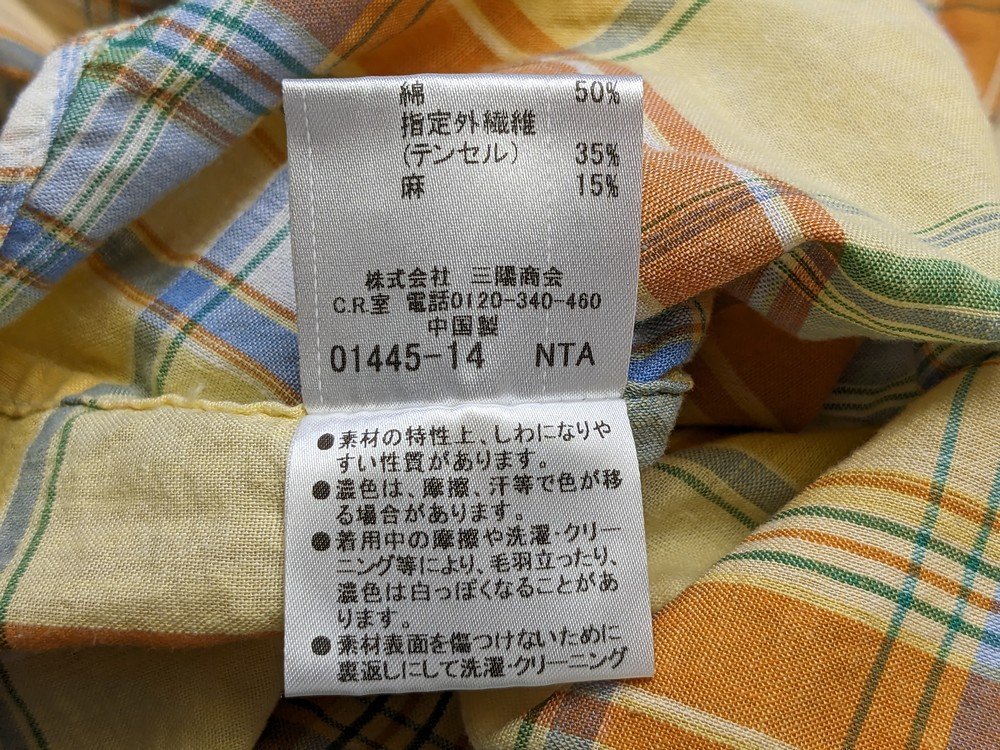 綿 50%
指定外繊維
(テンセル) 35%
麻 15%
株式会社 三陽商会
C.R.室 電話0120-340-460
中国製
01445-14 NTA
●素材の特性上、しわになりや
すい性質があります。
●濃色は、摩擦、汗等で色が移
る場合があります。
●着用中の摩擦や洗濯・クリー
ニング等により、毛羽立ったり、
濃色は白っぽくなることがあ
ります。
●素材表面を傷つけないために
裏返しにして洗濯・クリーニング